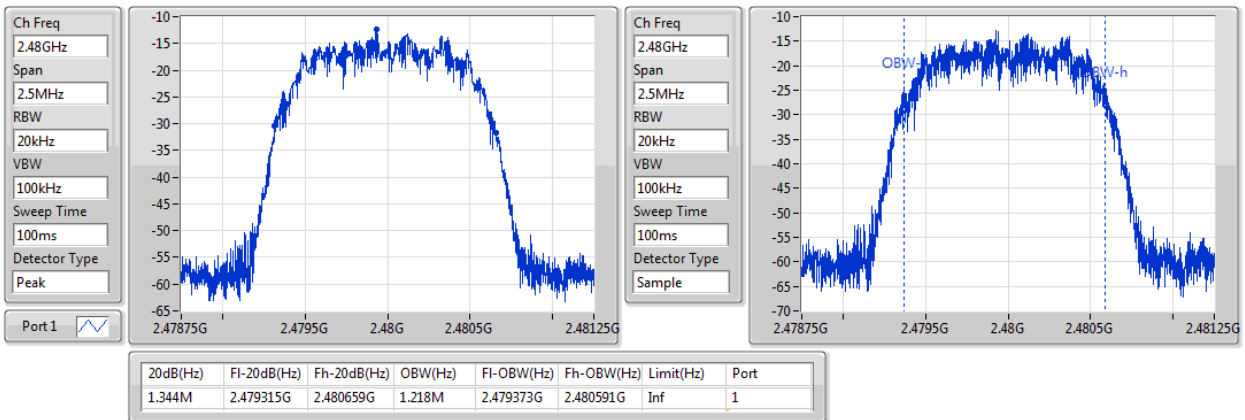 Ch Freq
2.48GHz
Span
2.5MHz
RBW
20kHz
VBW
100kHz
Sweep Time
100ms
Detector Type
Peak
Port 1
-10
-15
-20
-25
-30
-35
-40
-45
-50
-55
-60
-65
2.47875G 2.4795G 2.48G 2.4805G 2.48125G
Ch Freq
2.48GHz
Span
2.5MHz
RBW
20kHz
VBW
100kHz
Sweep Time
100ms
Detector Type
Sample
-10
-15
-20
-25
-30
-35
-40
-45
-50
-55
-60
-65
-70
OBW-
BW-h
2.47875G 2.4795G 2.48G 2.4805G 2.48125G
20dB(Hz) Fl-20dB(Hz) Fh-20dB(Hz) OBW(Hz) Fl-OBW(Hz) Fh-OBW(Hz) Limit(Hz) Port
1.344M 2.479315G 2.480659G 1.218M 2.479373G 2.480591G Inf 1